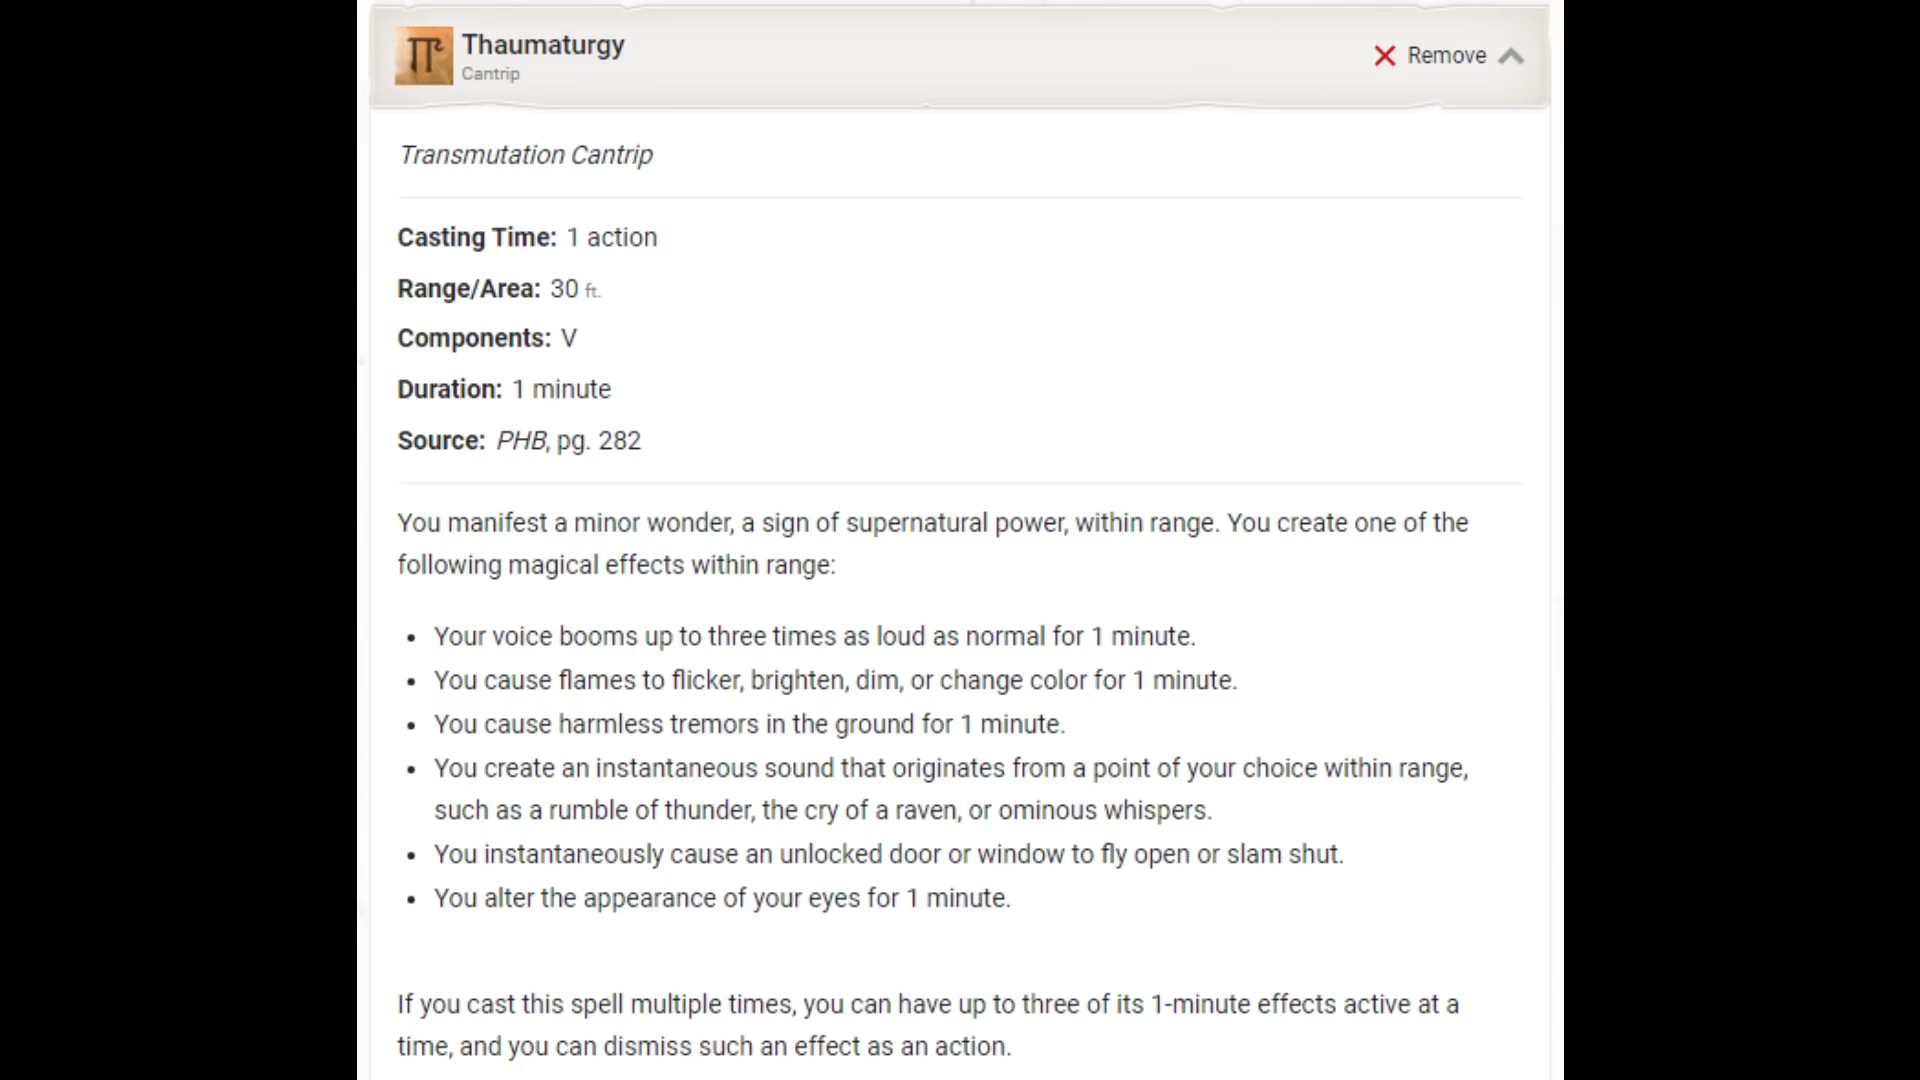 Thaumaturgy
Cantrip
Remove
Transmutation Cantrip
Casting Time: 1 action
Range/Area: 30 ft.
Components: V
Duration: 1 minute
Source: PHB, pg. 282
You manifest a minor wonder, a sign of supernatural power, within range. You create one of the
following magical effects within range:
• Your voice booms up to three times as loud as normal for 1 minute.
• You cause flames to flicker, brighten, dim, or change color for 1 minute.
• You cause harmless tremors in the ground for 1 minute.
• You create an instantaneous sound that originates from a point of your choice within range,
such as a rumble of thunder, the cry of a raven, or ominous whispers.
• You instantaneously cause an unlocked door or window to fly open or slam shut.
• You alter the appearance of your eyes for 1 minute.
If you cast this spell multiple times, you can have up to three of its 1-minute effects active at a
time, and you can dismiss such an effect as an action.